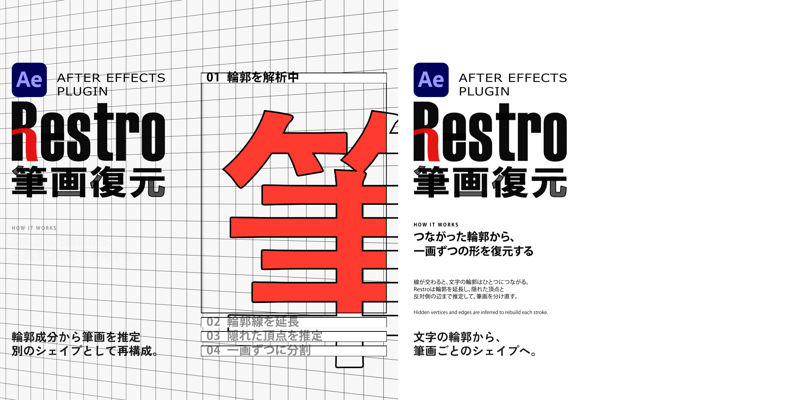 Ae
AFTER EFFECTS
PLUGIN
Restro
筆画復元
HOW IT WORKS
輪郭成分から筆画を推定
別のシェイプとして再構成。
01 輪郭を解析中
筆
02 輪郭線を延長
03 隠れた頂点を推定
04 一画ずつに分割
Ae
AFTER EFFECTS
PLUGIN
Restro
筆画復元
HOW IT WORKS
つながった輪郭から、
一画ずつの形を復元する
線が交わると、文字の輪郭はひとつにつながる。
Restroは輪郭を延長し、隠れた頂点と
反対側の辺まで推定して、筆画を分け直す。
Hidden vertices and edges are inferred to rebuild each stroke.
文字の輪郭から、
筆画ごとのシェイプへ。